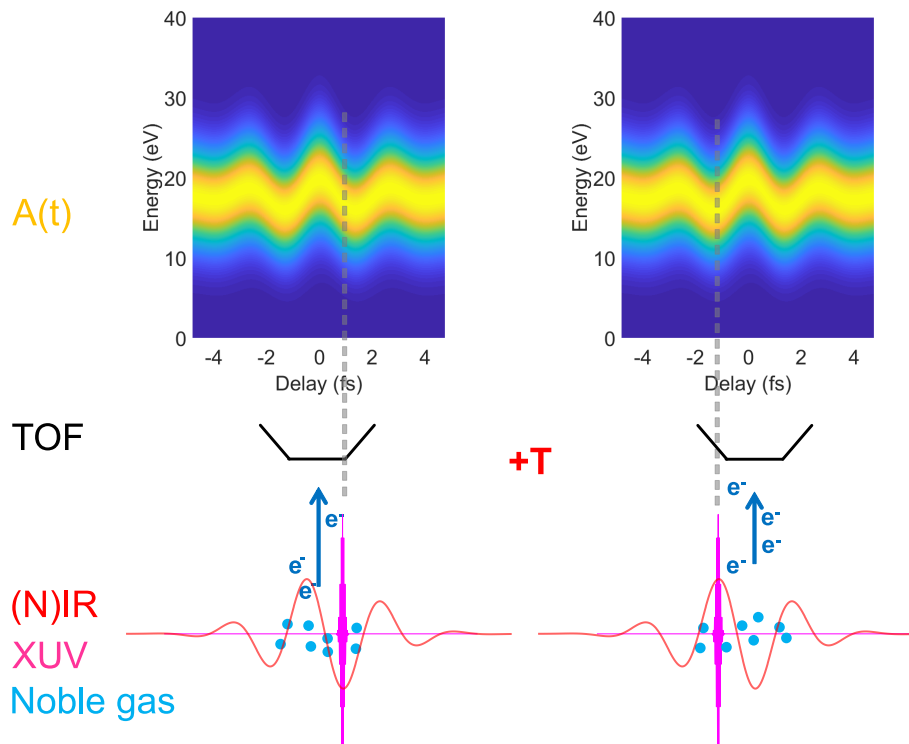 40
30
20
10
0
Energy (eV)
-4 -2 0 2 4
Delay (fs)
40
30
20
10
0
Energy (eV)
-4 -2 0 2 4
Delay (fs)
A(t)
TOF
+T
e-
e-
e-
e-
e-
e-
e-
(N)IR
XUV
Noble gas